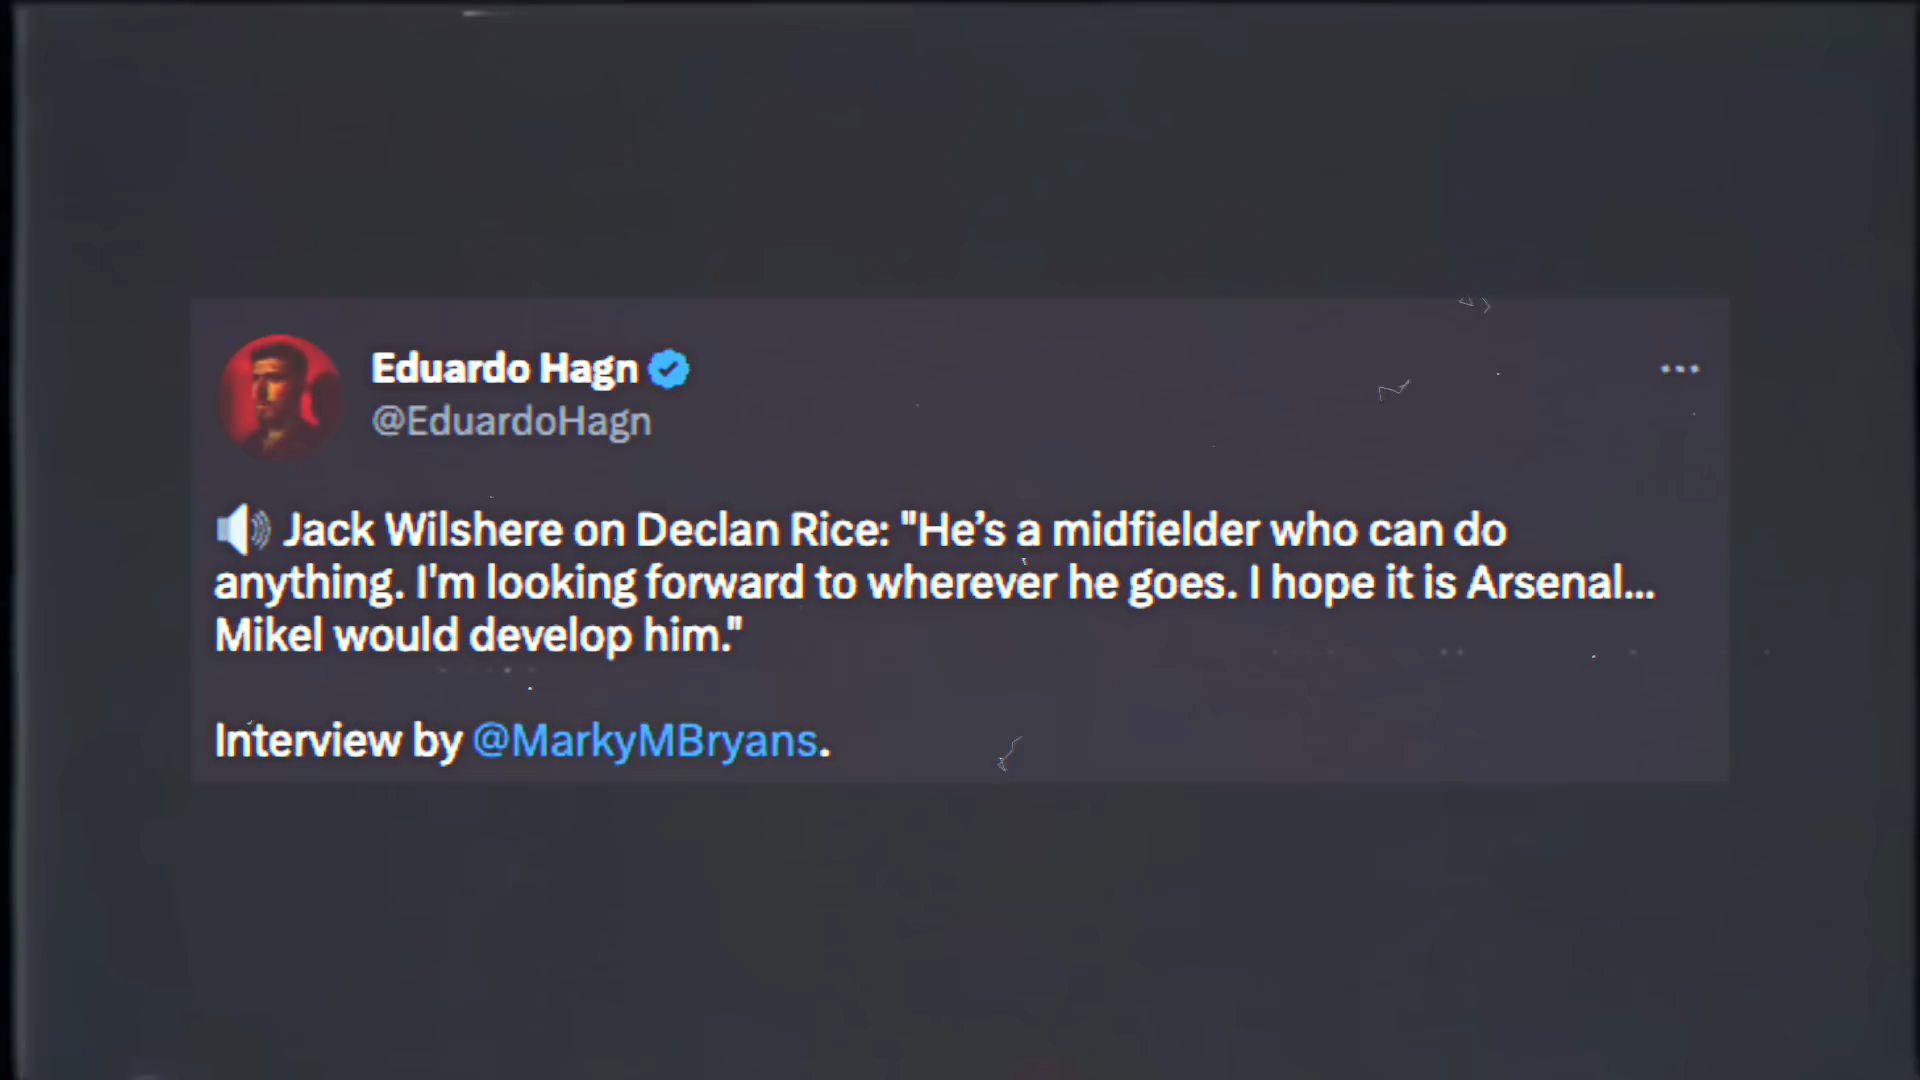 Eduardo Hagn
@EduardoHagn
🔊 Jack Wilshere on Declan Rice: "He’s a midfielder who can do
anything. I'm looking forward to wherever he goes. I hope it is Arsenal...
Mikel would develop him."
Interview by @MarkyMBryans.